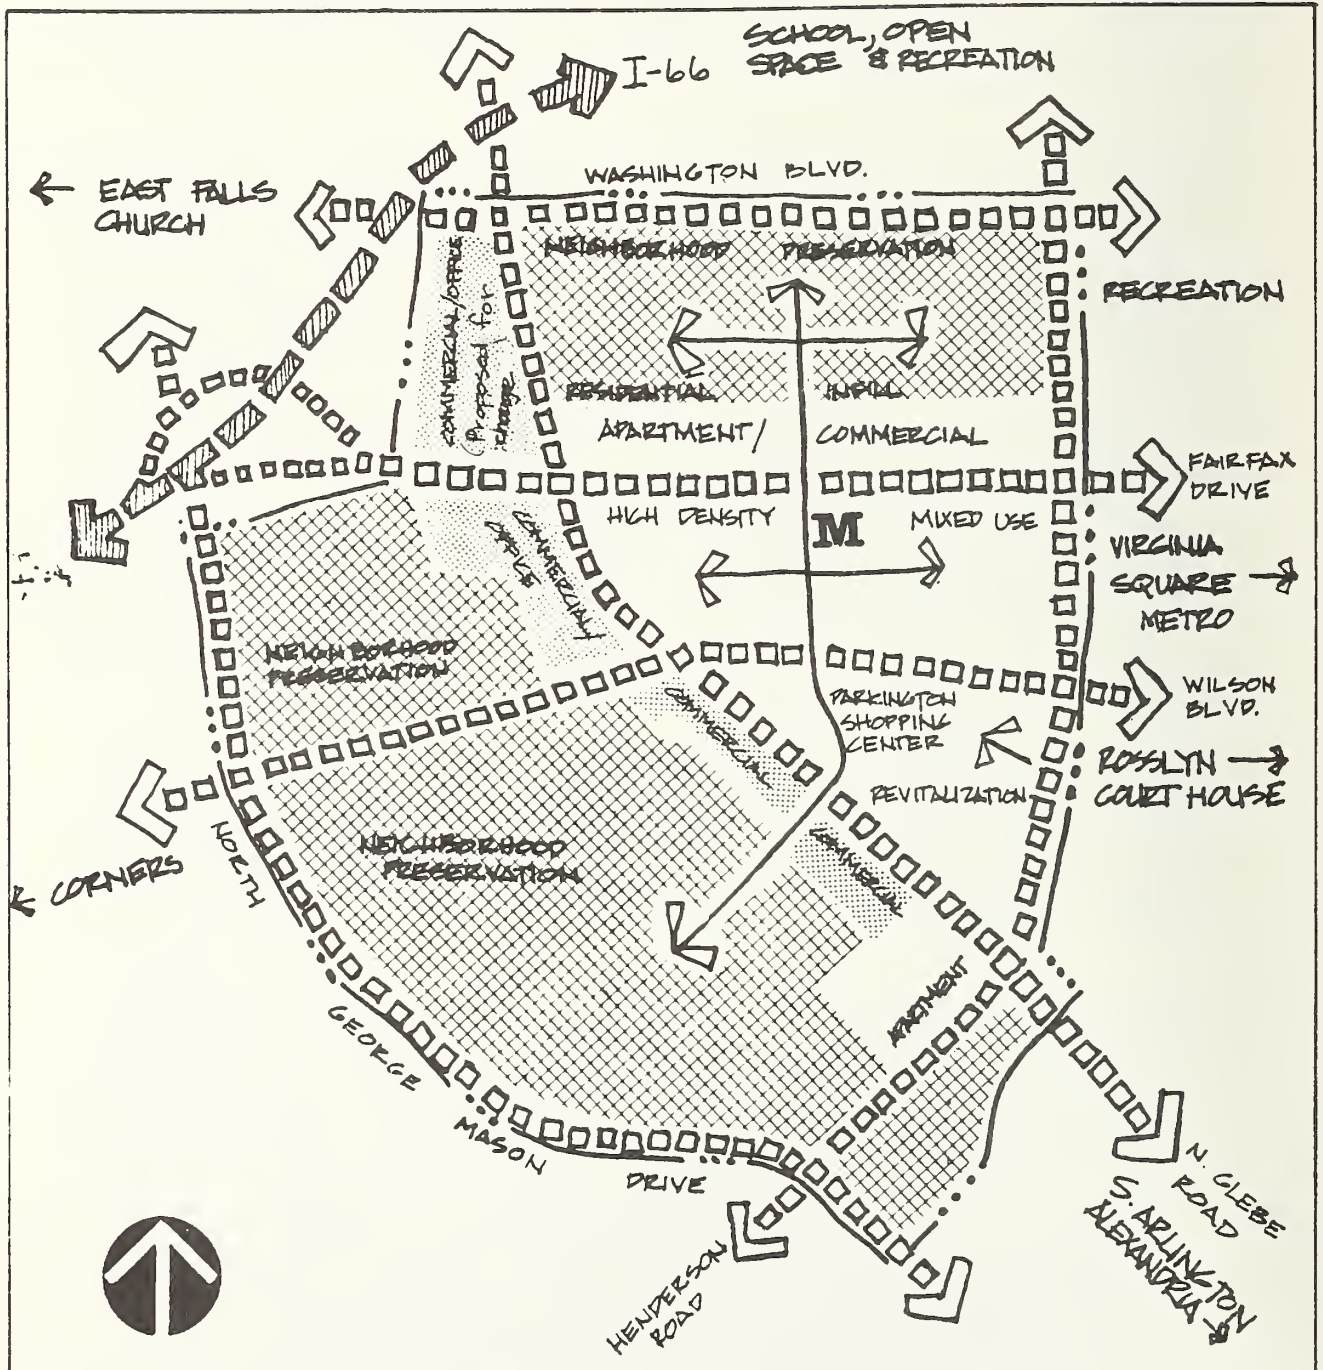 SCHOOL, OPEN
SPACE & RECREATION
I-66
WASHINGTON BLVD.
← EAST FALLS
CHURCH
NEIGHBORHOOD PRESERVATION
COMMERCIAL/OFFICE
(Proposed for
change
RECREATION
RESIDENTIAL INFILL
APARTMENT/ COMMERCIAL
FAIRFAX
DRIVE
HIGH DENSITY MIXED USE
M
COMMERCIAL/
OFFICE
VIRGINIA
SQUARE →
METRO
NEIGHBORHOOD
PRESERVATION
COMMERCIAL
PARKINGTON
SHOPPING
CENTER
WILSON
BLVD.
ROSSLYN →
COURT HOUSE
REVITALIZATION
NEIGHBORHOOD
PRESERVATION
COMMERCIAL
← CORNERS
NORTH
GEORGE
MASON
DRIVE
APARTMENT
N. GLEBE
ROAD
S. ARLINGTON
ALEXANDRIA →
HENDERSON
ROAD